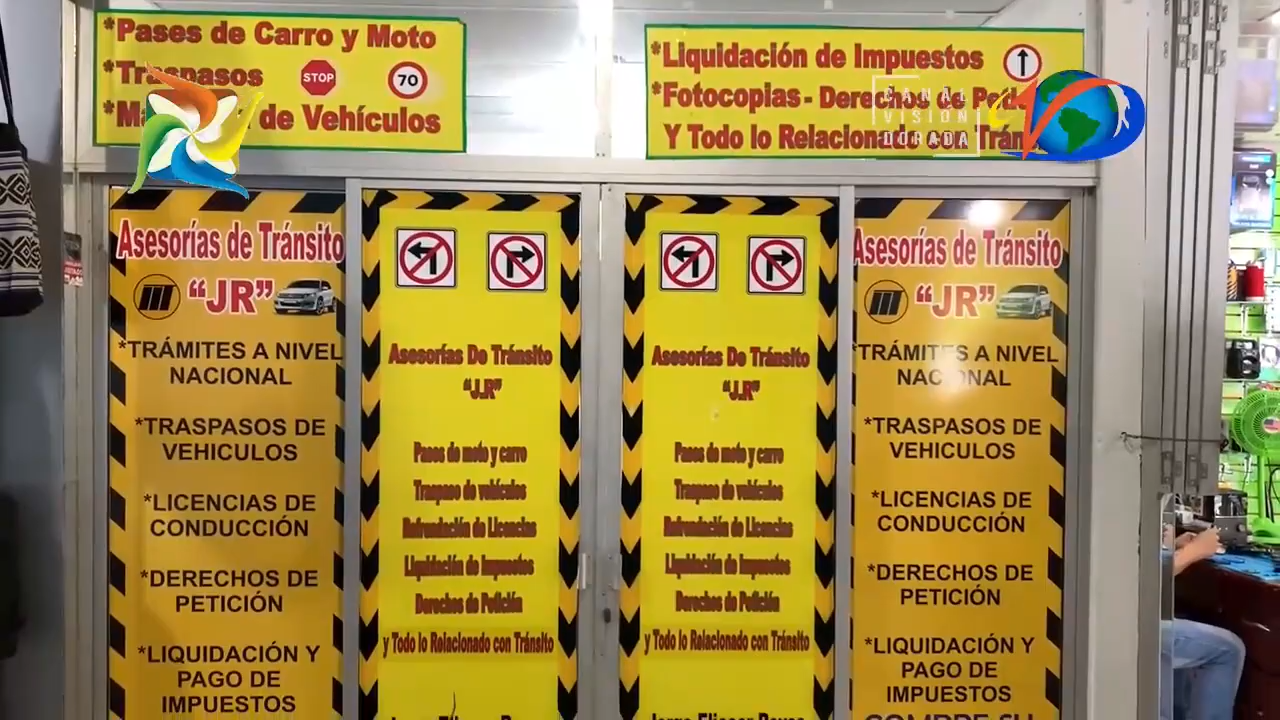 *Pases de Carro y Moto
*Traspasos
STOP
70
de Vehículos
*Liquidación de Impuestos
*Fotocopias - Derechos de
Y Todo lo Relacionado con
CANAL
VISION
DORADA
Asesorías de Tránsito
“JR”
*TRÁMITES A NIVEL
NACIONAL
*TRASPASOS DE
VEHICULOS
*LICENCIAS DE
CONDUCCIÓN
*DERECHOS DE
PETICIÓN
*LIQUIDACIÓN Y
PAGO DE
IMPUESTOS
Asesorías De Tránsito
“J.R”
Pases de moto y carro
Traspaso de vehículos
Refrendación de Licencias
Liquidación de Impuestos
Derechos de Petición
y Todo lo Relacionado con Tránsito
Asesorías De Tránsito
“J.R”
Pases de moto y carro
Traspaso de vehículos
Refrendación de Licencias
Liquidación de Impuestos
Derechos de Petición
y Todo lo Relacionado con Tránsito
Asesorías de Tránsito
“JR”
*TRÁMITES A NIVEL
NACIONAL
*TRASPASOS DE
VEHICULOS
*LICENCIAS DE
CONDUCCIÓN
*DERECHOS DE
PETICIÓN
*LIQUIDACIÓN Y
PAGO DE
IMPUESTOS